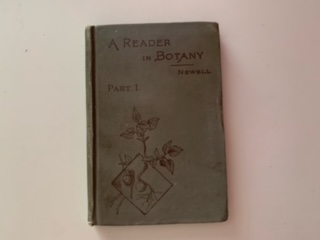 A READER
IN BOTANY
NEWELL
PART I.